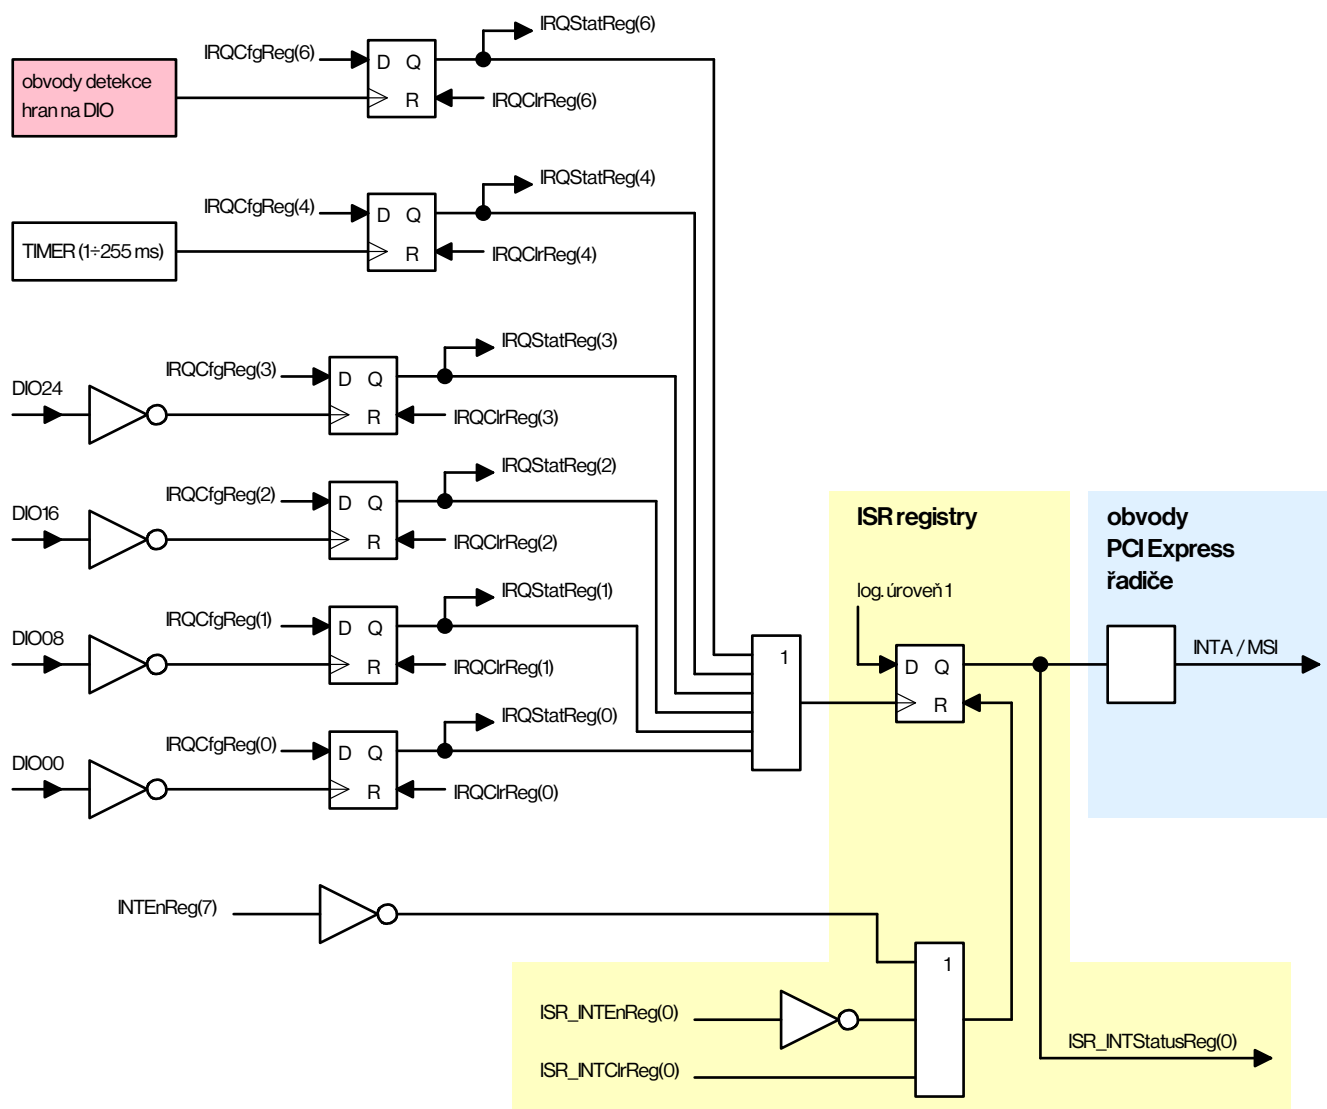 IRQStatReg(6)
IRQCfgReg(6)
D Q
obvody detekce
hran na DIO
R
IRQClrReg(6)
IRQStatReg(4)
IRQCfgReg(4)
D Q
TIMER (1÷255 ms)
R
IRQClrReg(4)
IRQStatReg(3)
IRQCfgReg(3)
D Q
DIO24
R
IRQClrReg(3)
IRQStatReg(2)
IRQCfgReg(2)
D Q
DIO16
R
IRQClrReg(2)
ISR registry
obvody
PCI Express
řadiče
IRQStatReg(1)
log. úroveň 1
IRQCfgReg(1)
D Q
DIO08
R
IRQClrReg(1)
1
D Q
R
INTA / MSI
IRQStatReg(0)
IRQCfgReg(0)
D Q
DIO00
R
IRQClrReg(0)
INTEnReg(7)
1
ISR_INTEnReg(0)
ISR_INTStatusReg(0)
ISR_INTClrReg(0)